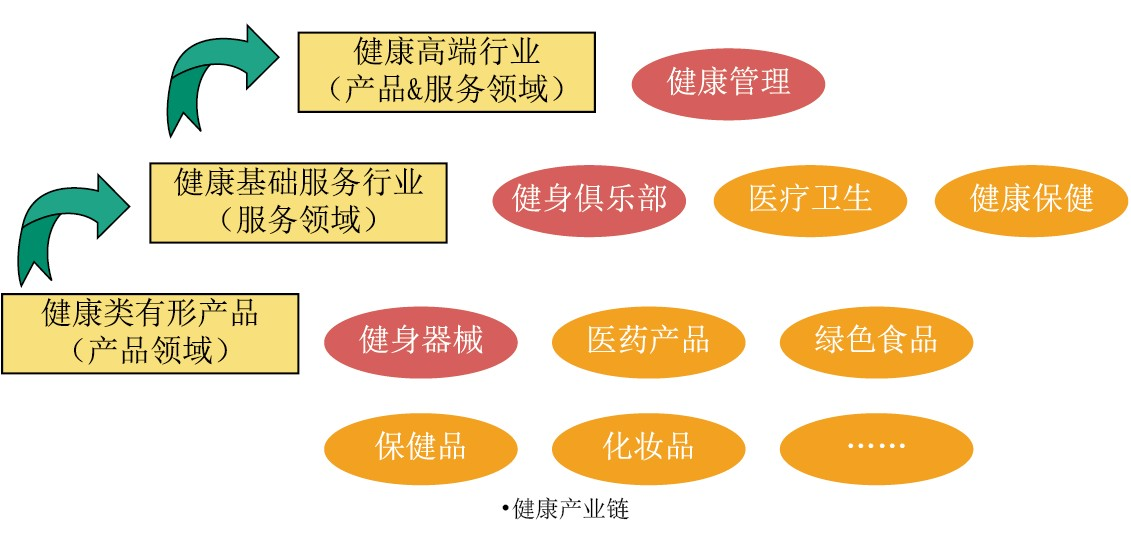 健康高端行业
（产品&服务领域）
健康管理
健康基础服务行业
（服务领域）
健身俱乐部
医疗卫生
健康保健
健康类有形产品
（产品领域）
健身器械
医药产品
绿色食品
保健品
化妆品
……
•健康产业链